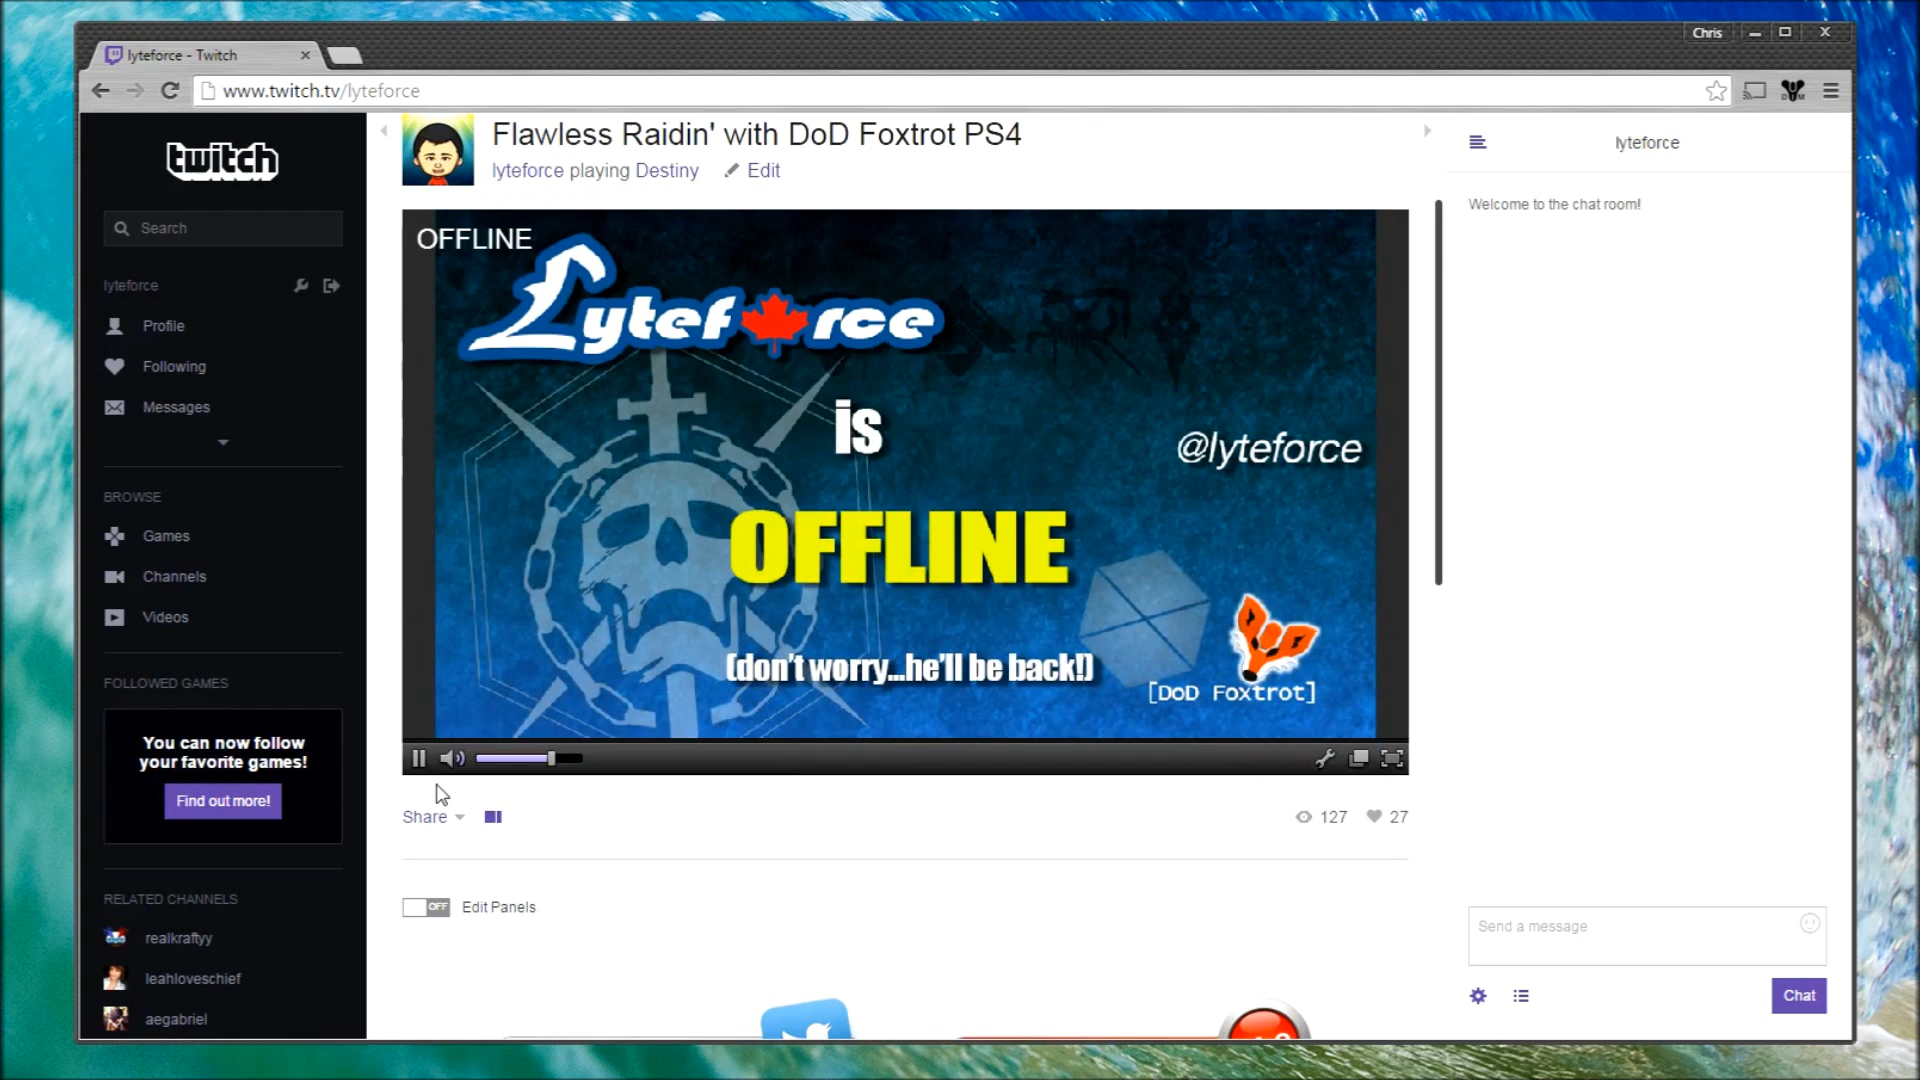 Chris
lyteforce - Twitch
www.twitch.tv/lyteforce
twitch
Search
lyteforce
Profile
Following
Messages
BROWSE
Games
Channels
Videos
FOLLOWED GAMES
You can now follow
your favorite games!
Find out more!
RELATED CHANNELS
realkraftyy
leahloveschief
aegabriel
Flawless Raidin' with DoD Foxtrot PS4
lyteforce playing Destiny
Edit
OFFLINE
Lyteforce
is
@lyteforce
OFFLINE
(don't worry...he'll be back!)
[DoD Foxtrot]
Share
127
27
OFF
Edit Panels
lyteforce
Welcome to the chat room!
Send a message
Chat